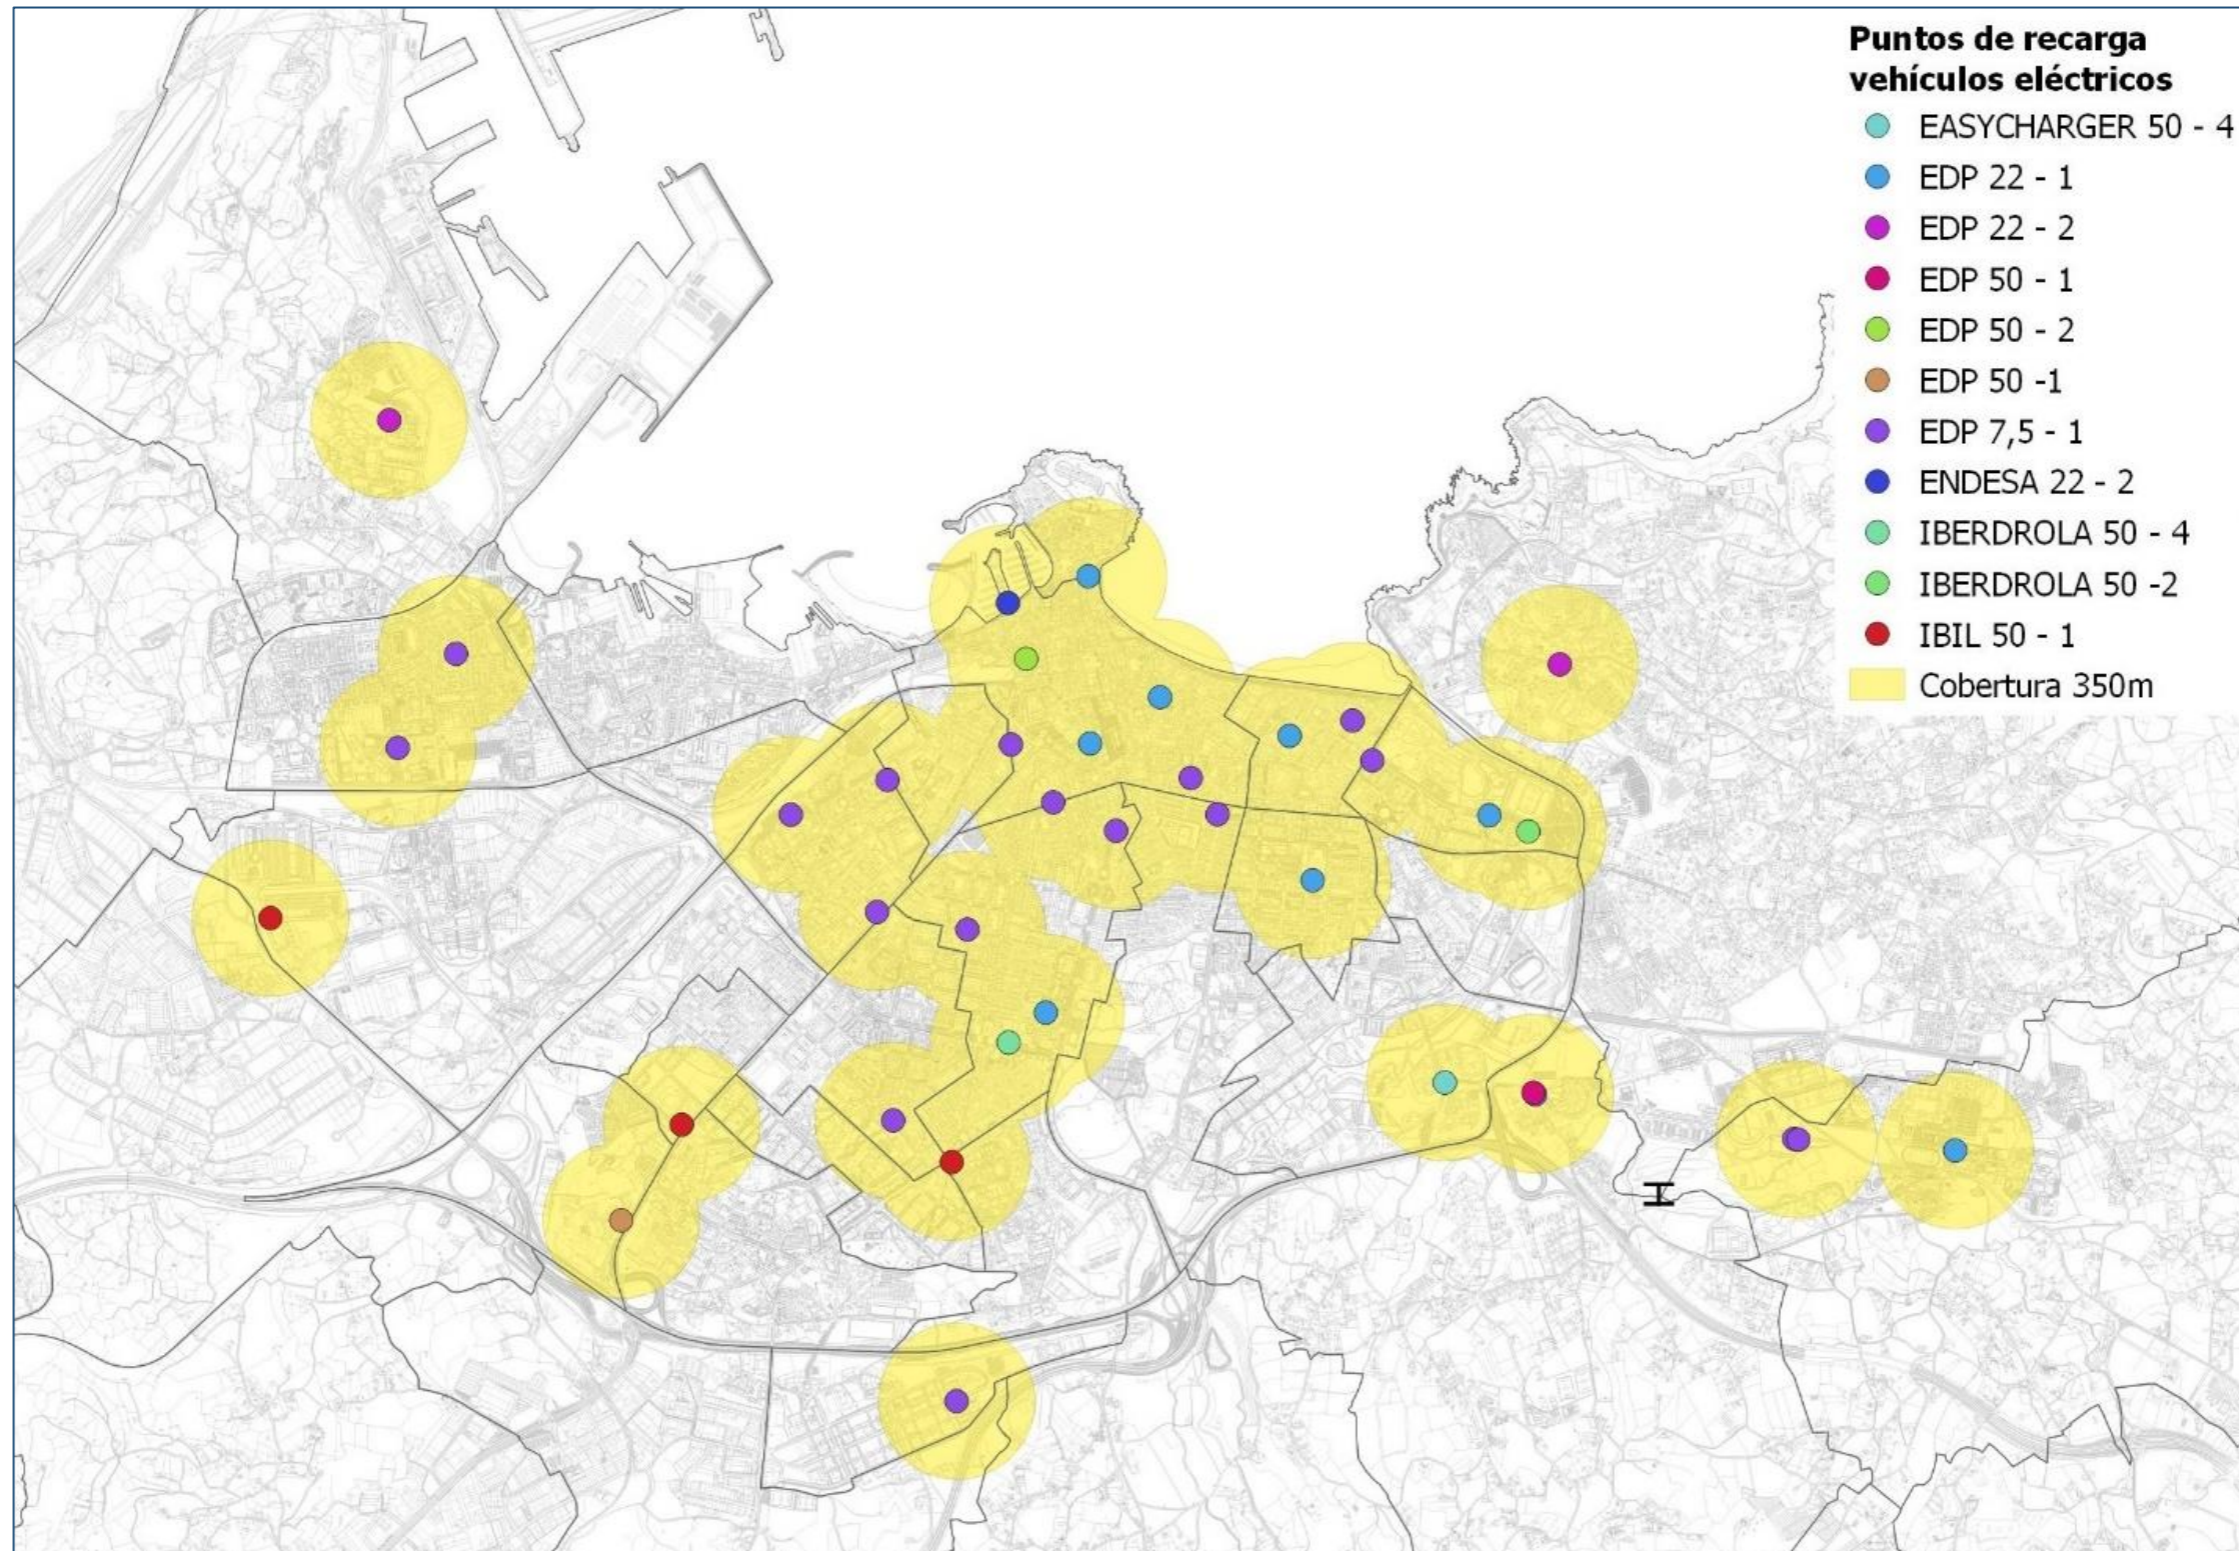 Puntos de recarga
vehículos eléctricos
EASYCHARGER 50 - 4
EDP 22 - 1
EDP 22 - 2
EDP 50 - 1
EDP 50 - 2
EDP 50 -1
EDP 7,5 - 1
ENDESA 22 - 2
IBERDROLA 50 - 4
IBERDROLA 50 -2
IBIL 50 - 1
Cobertura 350m